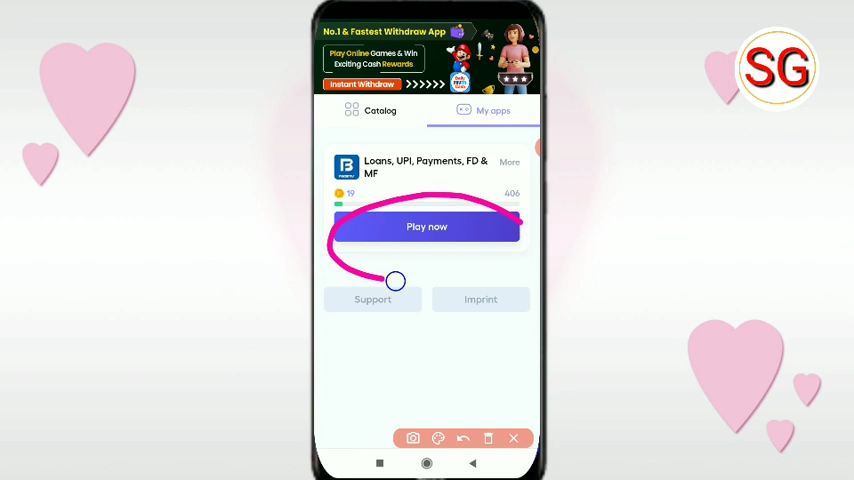 No.1 & Fastest Withdraw App
Play Online Games & Win
Exciting Cash Rewards
Instant Withdraw
SG
Catalog
My apps
Loans, UPI, Payments, FD &
MF
More
19
406
Play now
Support
Imprint